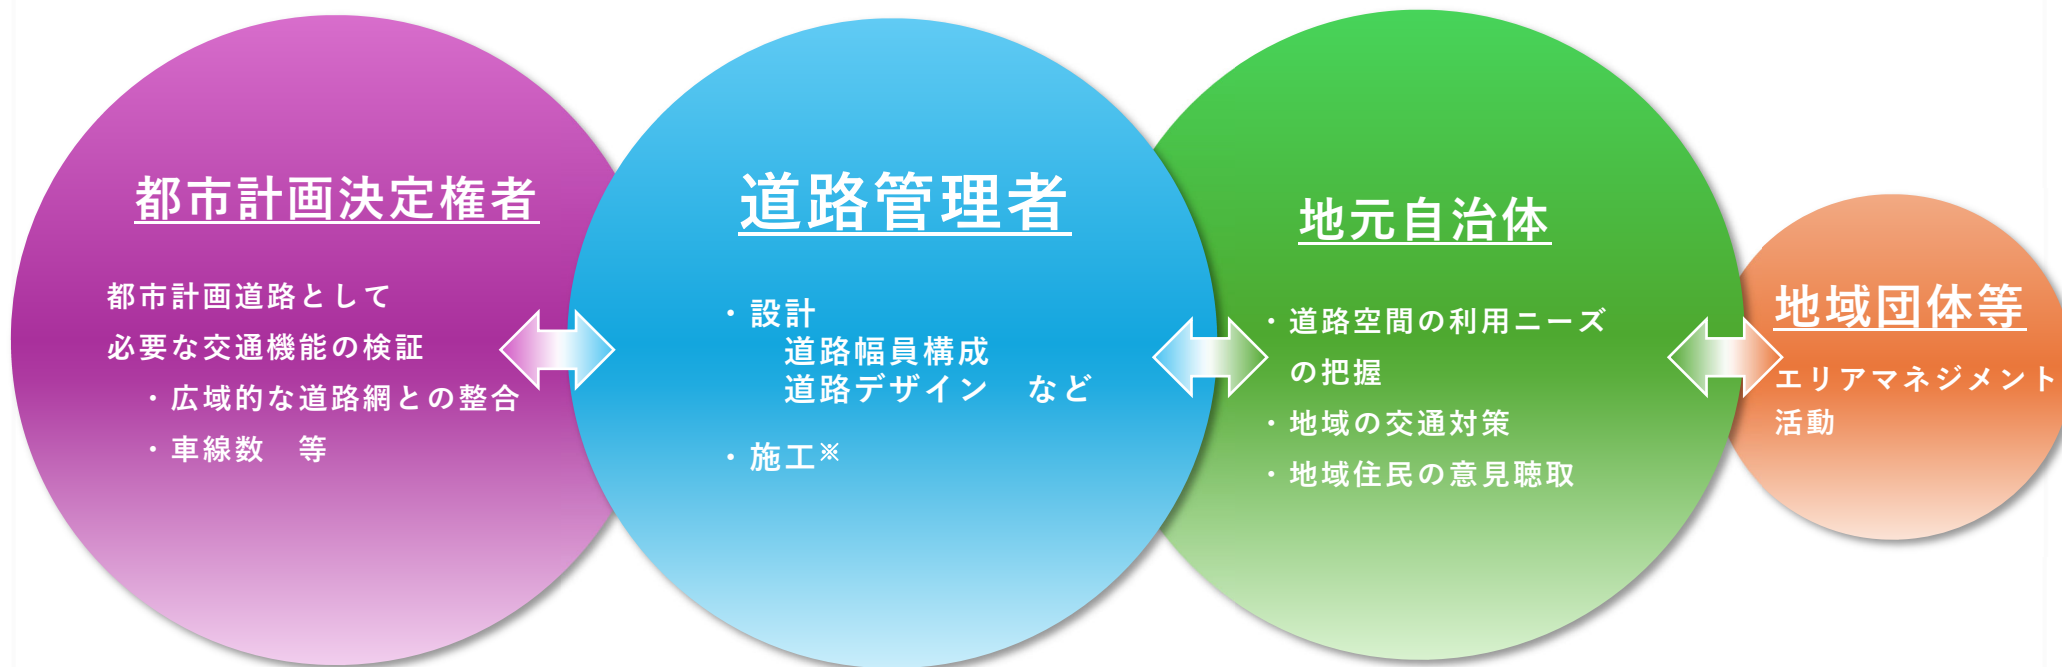 都市計画決定権者
都市計画道路として
必要な交通機能の検証
・広域的な道路網との整合
・車線数　等
道路管理者
・設計
道路幅員構成
道路デザイン　など
・施工※
地元自治体
・道路空間の利用ニーズ
の把握
・地域の交通対策
・地域住民の意見聴取
地域団体等
エリアマネジメント
活動